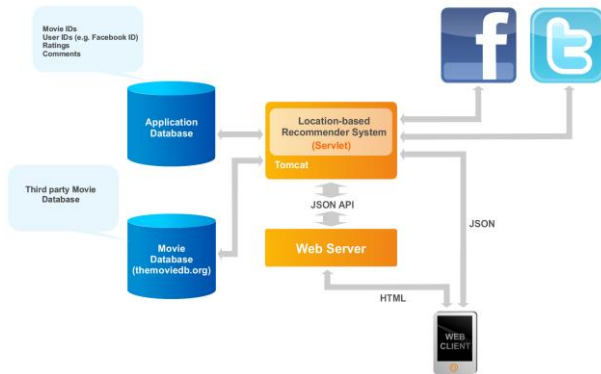 Movie IDs
User IDs (e.g. Facebook ID)
Ratings
Comments
f
t
Application
Database
Location-based
Recommender System
(Servlet)
Tomcat
Third party Movie
Database
JSON API
JSON
Movie
Database
(themoviedb.org)
Web Server
HTML
WEB
CLIENT